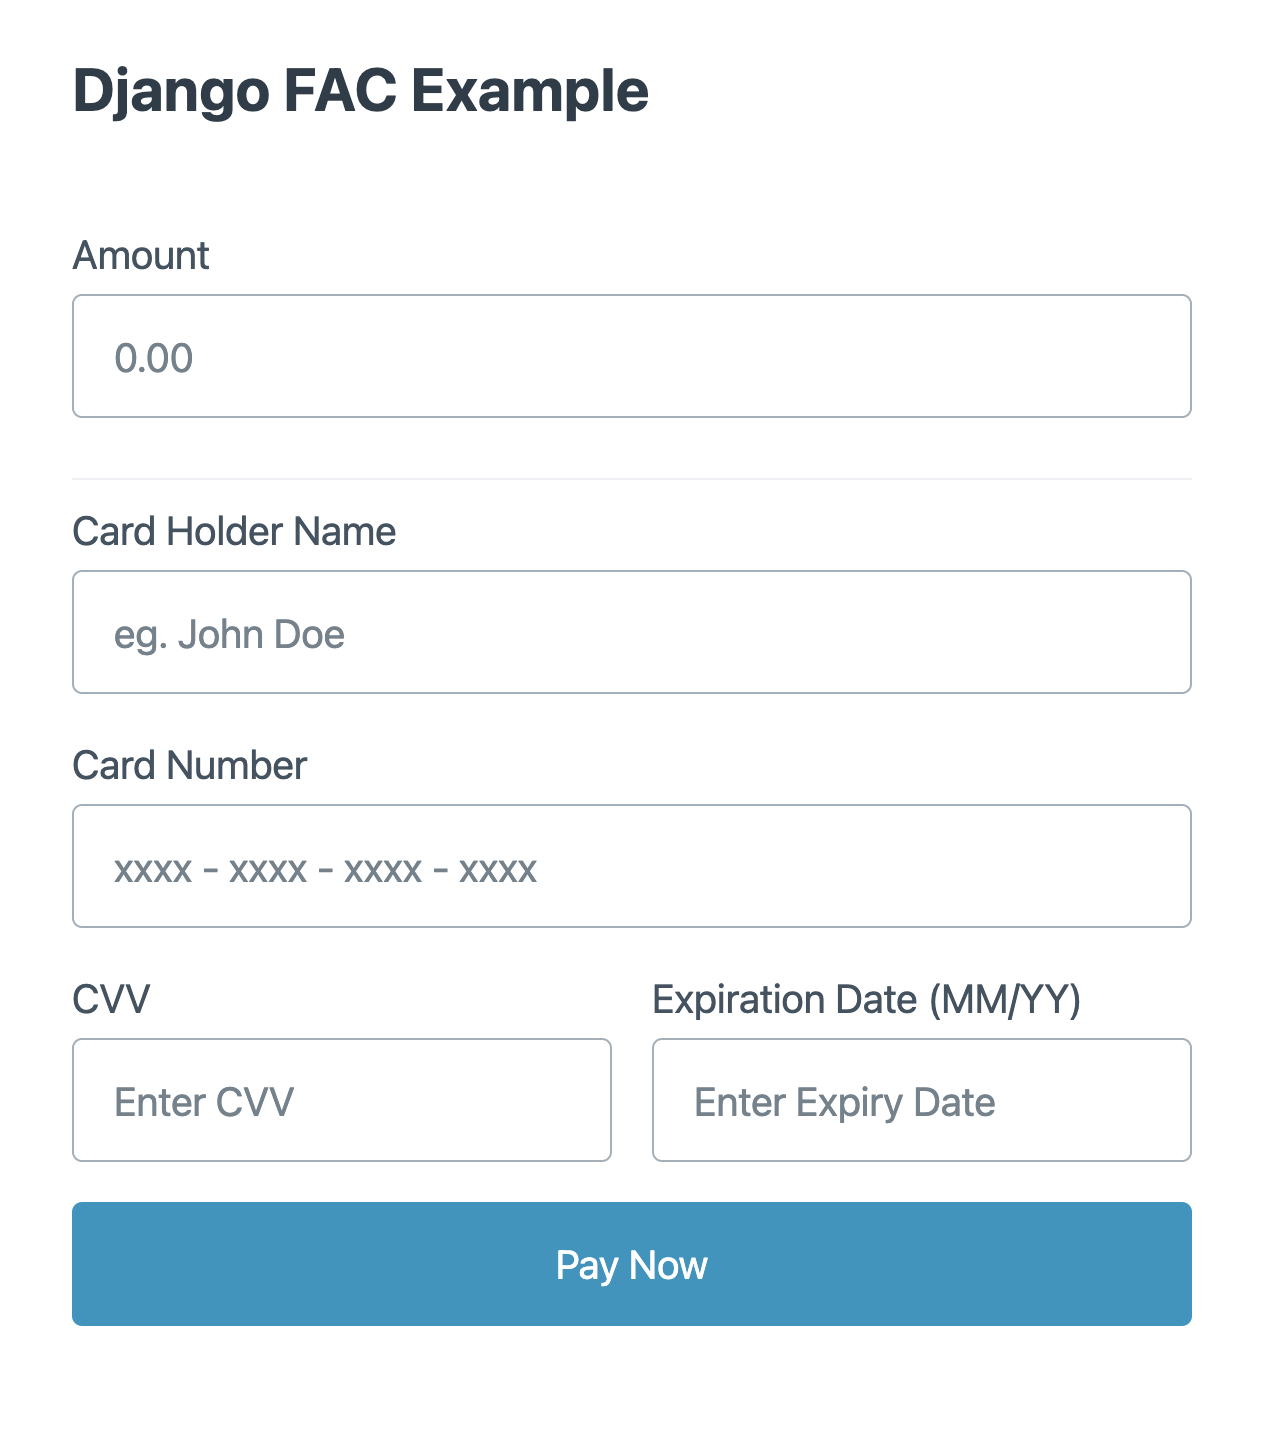 Django FAC Example
Amount
0.00
Card Holder Name
eg. John Doe
Card Number
xxxx - xxxx - xxxx - xxxx
CVV
Expiration Date (MM/YY)
Enter CVV
Enter Expiry Date
Pay Now